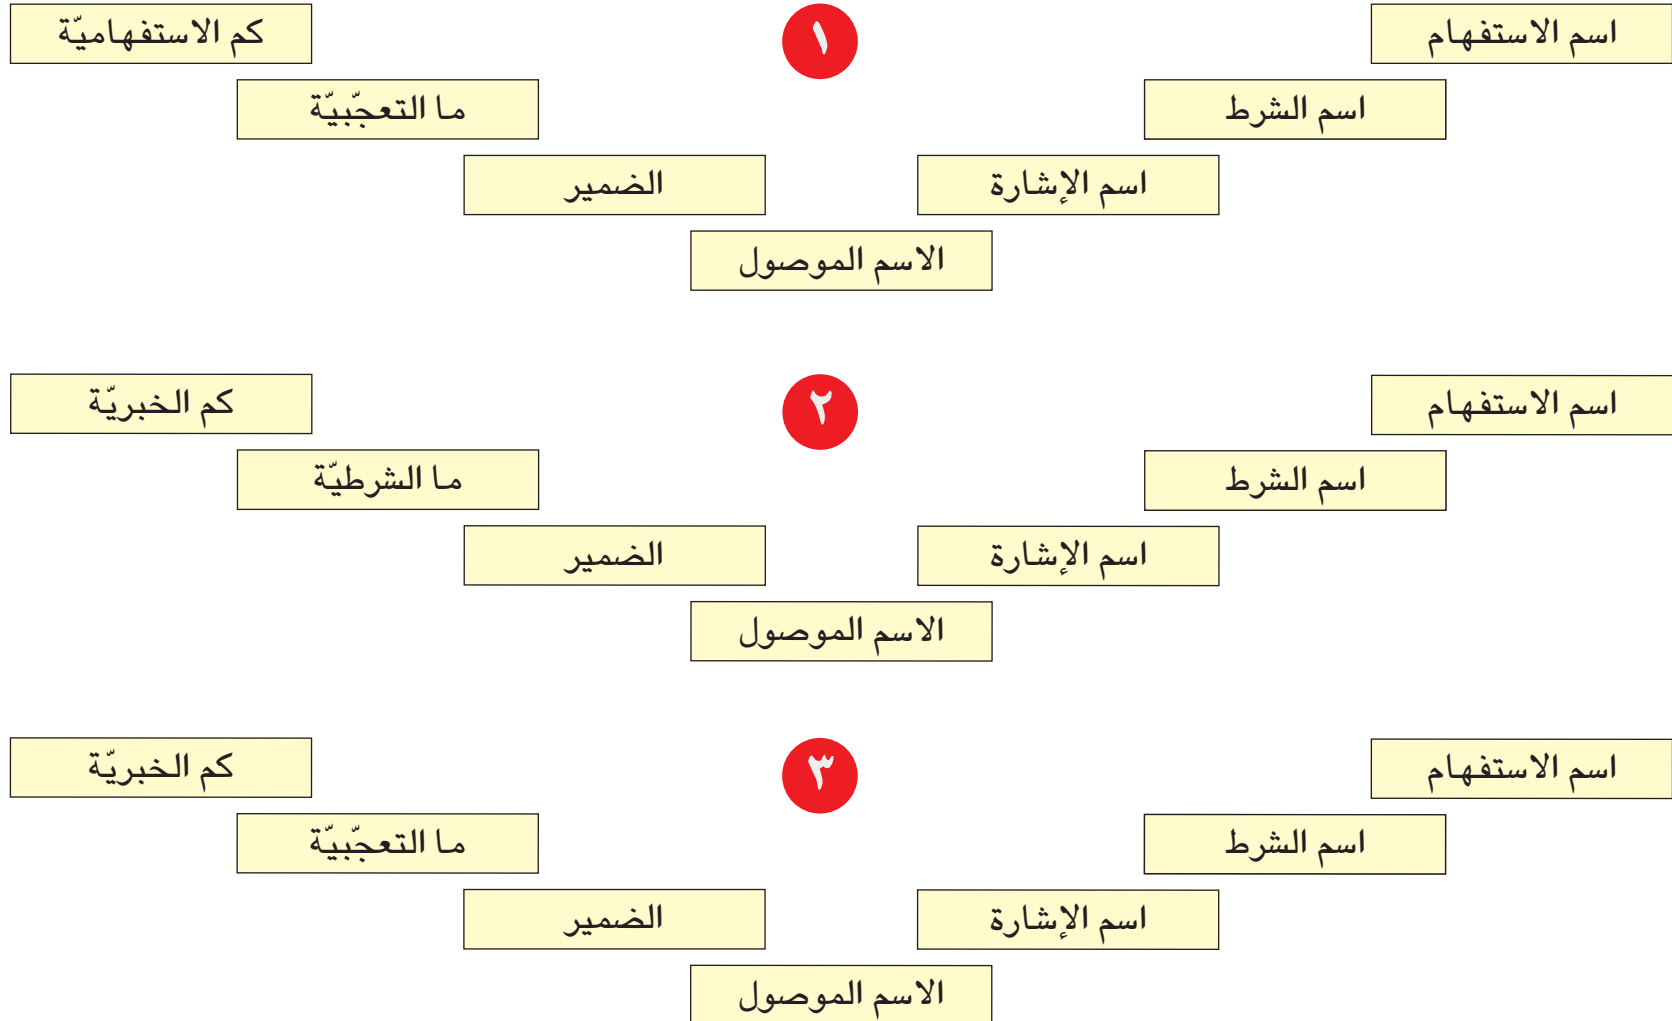 اسم الاستفهام ١ كم الاستفهاميّة
اسم الشرط ما التعجّبيّة
اسم الإشارة الضمير
الاسم الموصول
اسم الاستفهام ٢ كم الخبريّة
اسم الشرط ما الشرطيّة
اسم الإشارة الضمير
الاسم الموصول
اسم الاستفهام ٣ كم الخبريّة
اسم الشرط ما التعجّبيّة
اسم الإشارة الضمير
الاسم الموصول